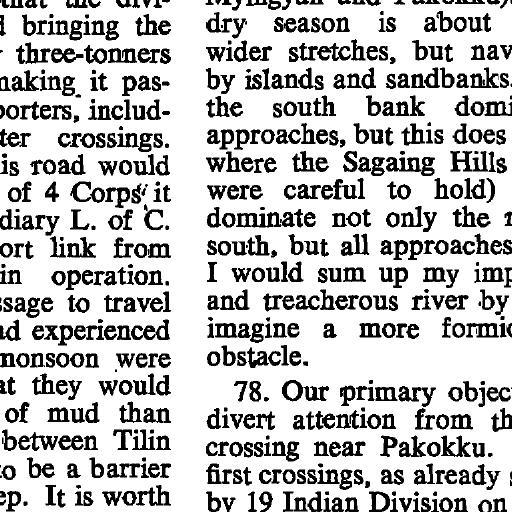 that the divi-
bringing the
three-tonners
making it pas-
porters, includ-
ter crossings.
is road would
of 4 Corps it
diary L. of C.
ort link from
in operation.
ssage to travel
ad experienced
monsoon were
at they would
of mud than
between Tilin
to be a barrier
ep. It is worth
dry season is about
wider stretches, but nav
by islands and sandbanks.
the south bank domi
approaches, but this does
where the Sagaing Hills
were careful to hold)
dominate not only the
south, but all approaches
I would sum up my imp
and treacherous river by
imagine a more formid
obstacle.
78. Our primary objec
divert attention from th
crossing near Pakokku.
first crossings, as already s
by 19 Indian Division on